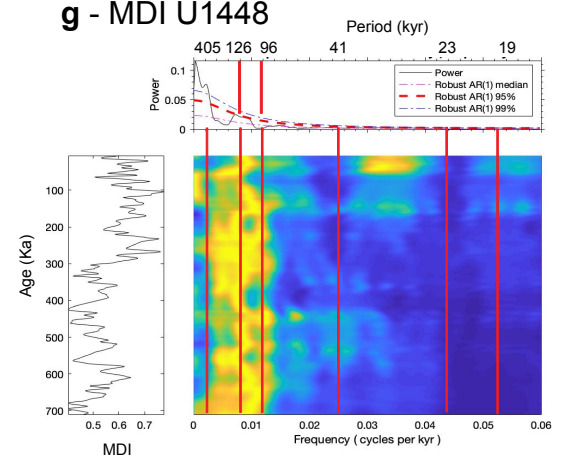 g - MDI U1448
Period (kyr)
405 126 96 41 23 19
Power
0.1
0.05
0
Power
Robust AR(1) median
Robust AR(1) 95%
Robust AR(1) 99%
Age (Ka)
100
200
300
400
500
600
700
0.5 0.6 0.7
MDI
0 0.01 0.02 0.03 0.04 0.05 0.06
Frequency ( cycles per kyr )